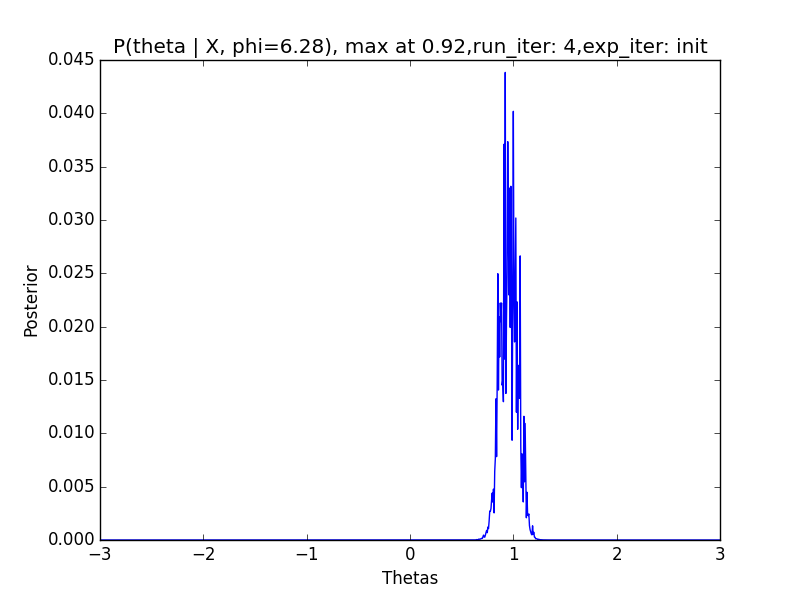 P(theta | X, phi=6.28), max at 0.92,run_iter: 4,exp_iter: init
0.045
0.040
0.035
0.030
0.025
0.020
0.015
0.010
0.005
0.000
Posterior
−3 −2 −1 0 1 2 3
Thetas